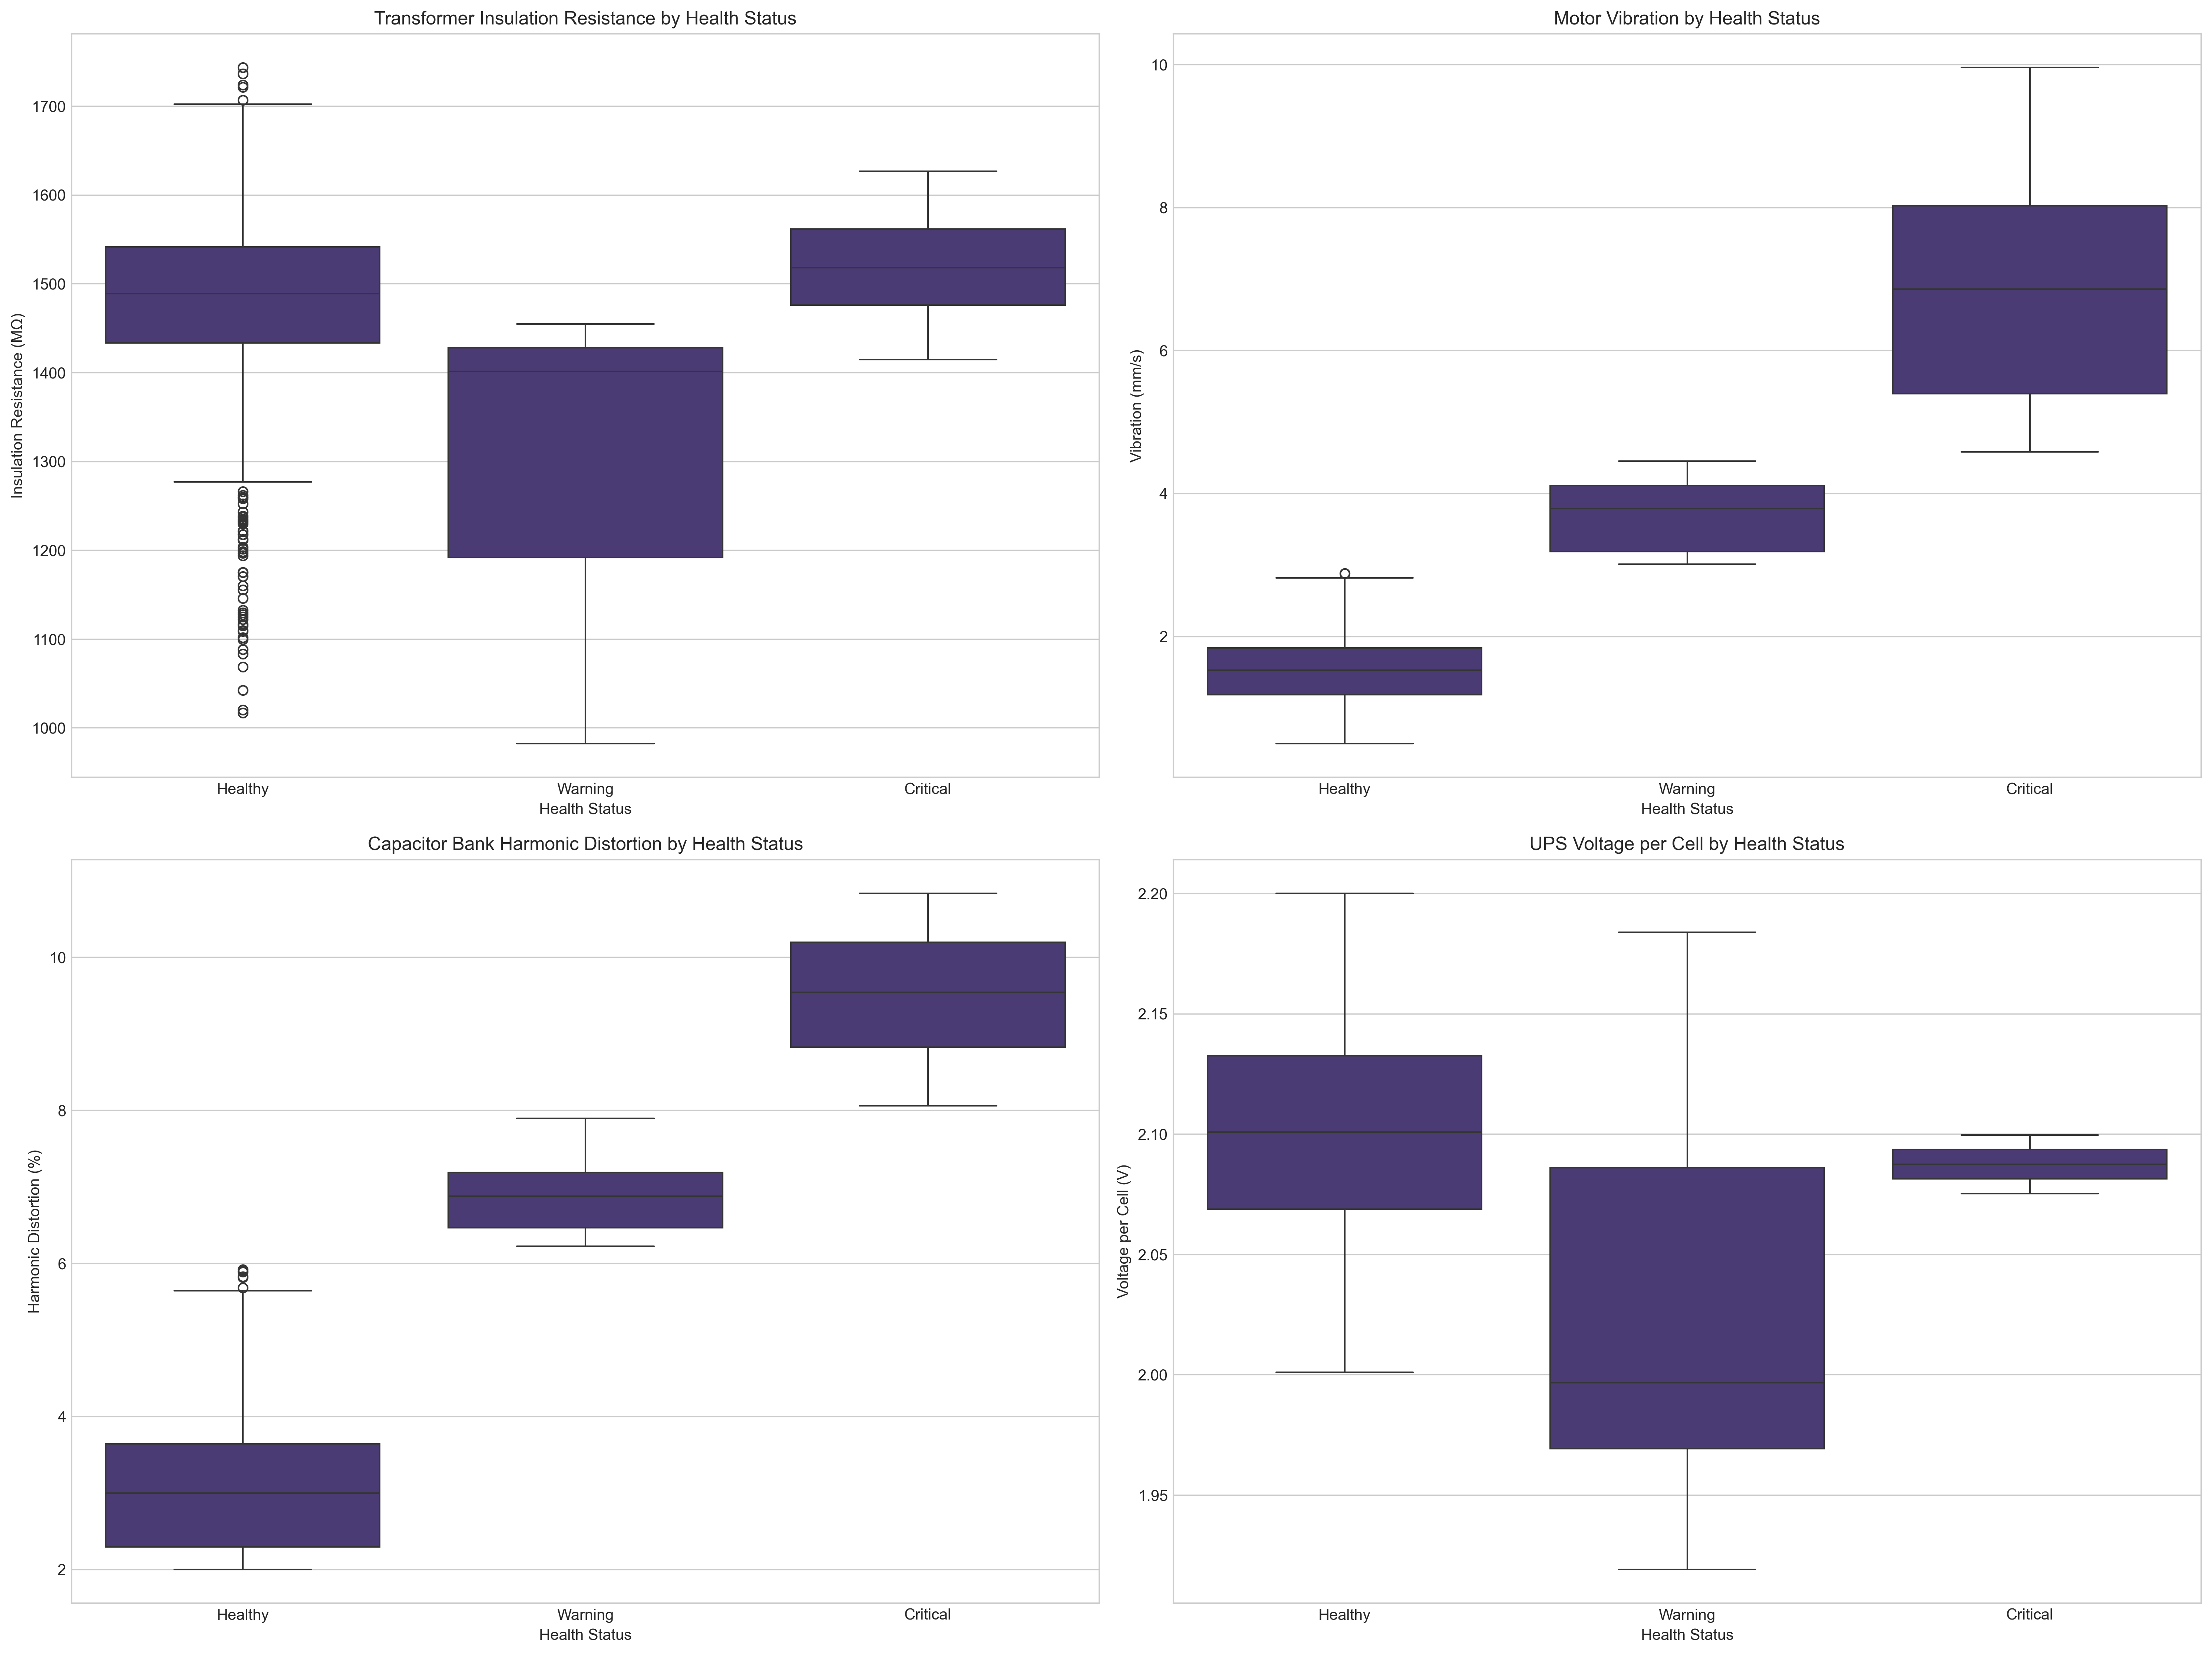 Transformer Insulation Resistance by Health Status
Insulation Resistance (MΩ)
1700
1600
1500
1400
1300
1200
1100
1000
Healthy
Warning
Critical
Health Status
Motor Vibration by Health Status
Vibration (mm/s)
10
8
6
4
2
Healthy
Warning
Critical
Health Status
Capacitor Bank Harmonic Distortion by Health Status
Harmonic Distortion (%)
10
8
6
4
2
Healthy
Warning
Critical
Health Status
UPS Voltage per Cell by Health Status
Voltage per Cell (V)
2.20
2.15
2.10
2.05
2.00
1.95
Healthy
Warning
Critical
Health Status